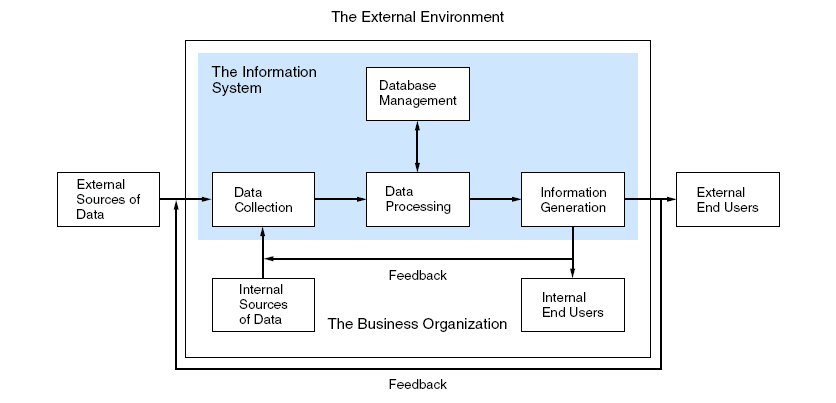 The External Environment
The Information
System
Database
Management
External
Sources of
Data
Data
Collection
Data
Processing
Information
Generation
External
End Users
Feedback
Internal
Sources
of Data
Internal
End Users
The Business Organization
Feedback